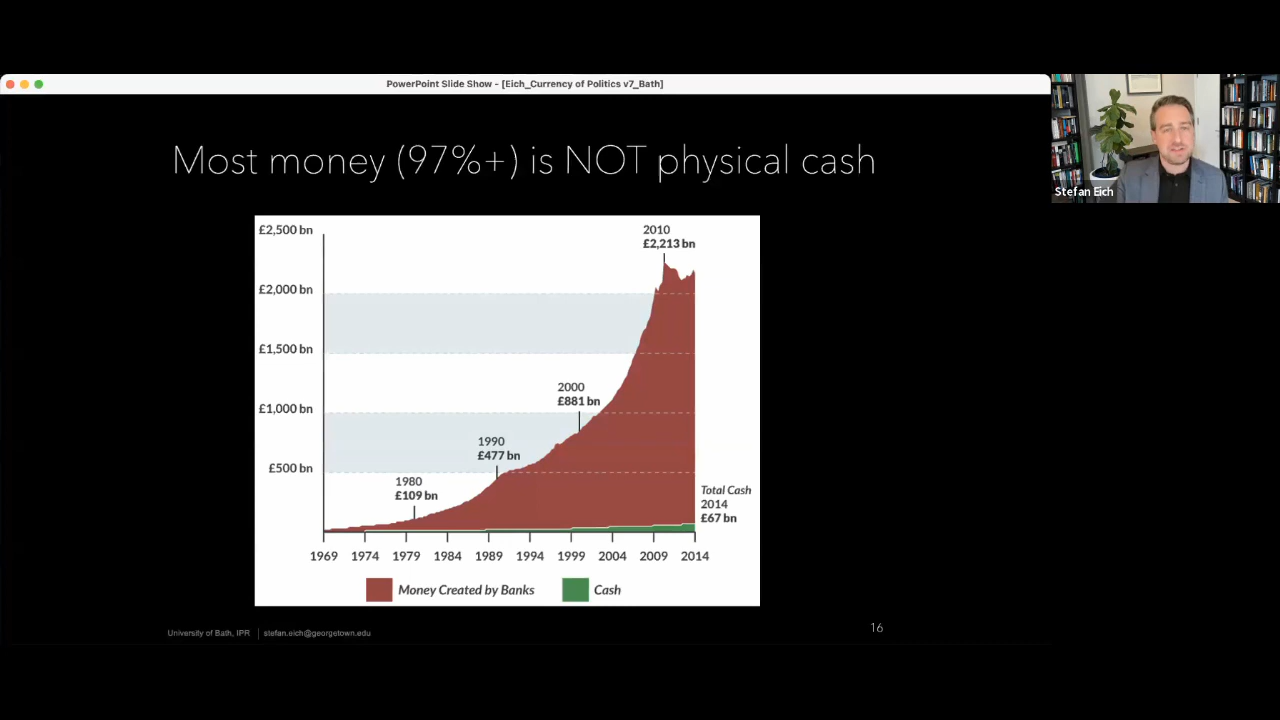 PowerPoint Slide Show - [Eich_Currency of Politics v7_Bath]
Most money (97%+) is NOT physical cash
£2,500 bn
£2,000 bn
£1,500 bn
£1,000 bn
£500 bn
2010
£2,213 bn
2000
£881 bn
1990
£477 bn
1980
£109 bn
Total Cash
2014
£67 bn
1969 1974 1979 1984 1989 1994 1999 2004 2009 2014
Money Created by Banks Cash
University of Bath, IPR | stefan.eich@georgetown.edu
16
Stefan Eich